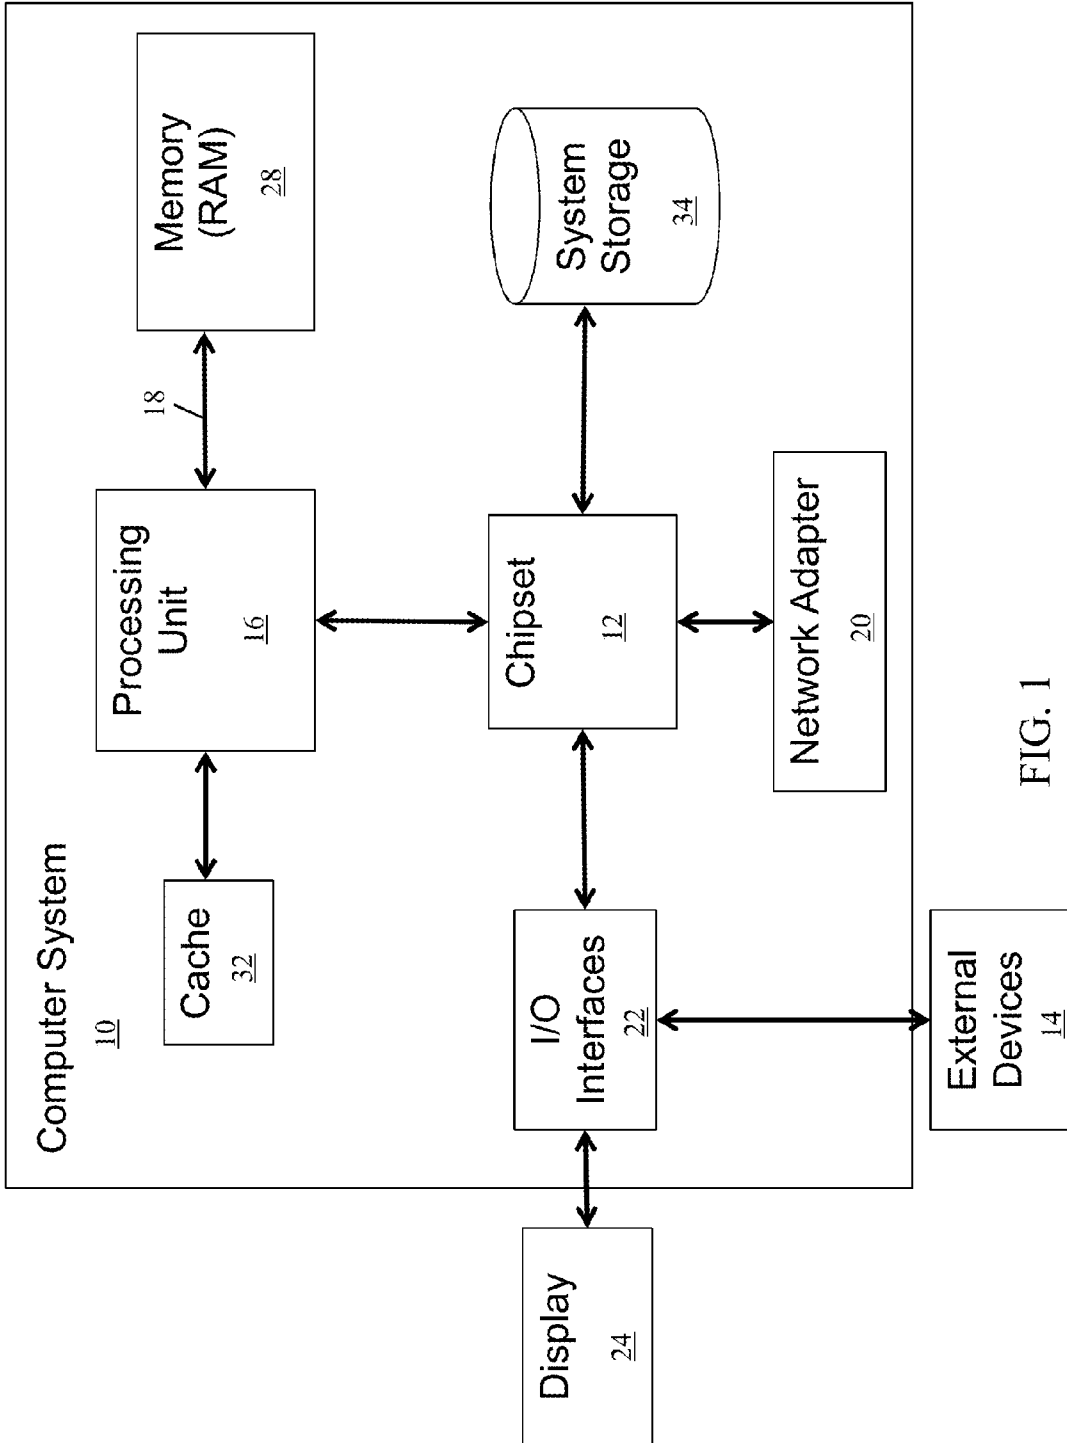 Computer System
10
Cache
32
Processing
Unit
16
18
Memory
(RAM)
28
Display
24
I/O
Interfaces
22
Chipset
12
System
Storage
34
External
Devices
14
Network Adapter
20
FIG. 1